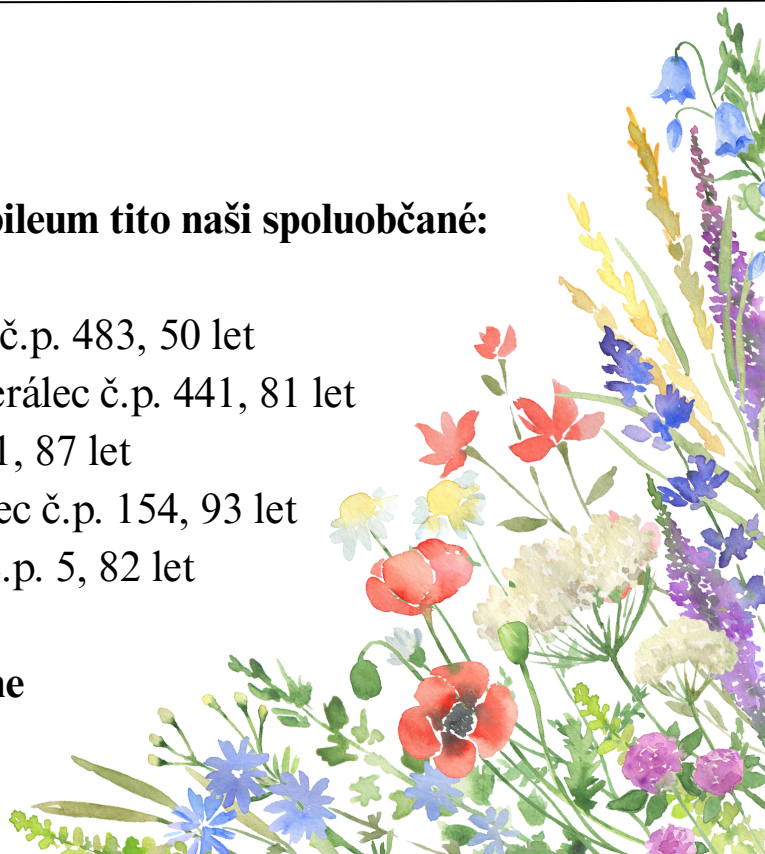 bileum tito naši spoluobčané:
č.p. 483, 50 let
erálec č.p. 441, 81 let
1, 87 let
ec č.p. 154, 93 let
.p. 5, 82 let
ne